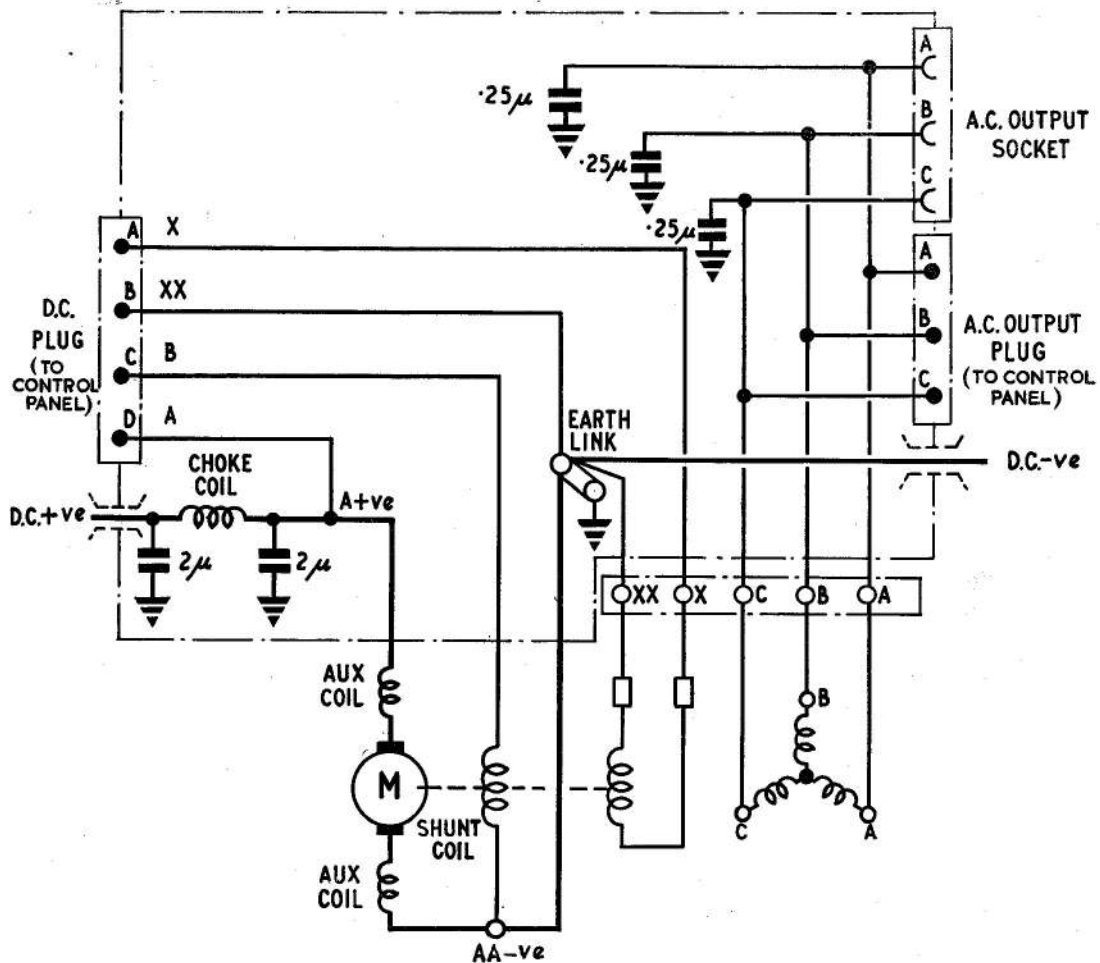 A
·25μ
B
A.C. OUTPUT
SOCKET
·25μ
C
·25μ
A
X
B
XX
D.C.
PLUG
(TO
CONTROL
PANEL)
C
B
D
A
A
B
A.C. OUTPUT
PLUG
(TO CONTROL
PANEL)
C
EARTH
LINK
D.C.-ve
CHOKE
COIL
D.C.+ve
A+ve
2μ
2μ
XX
X
C
B
A
AUX
COIL
B
M
SHUNT
COIL
C
A
AUX
COIL
AA-ve